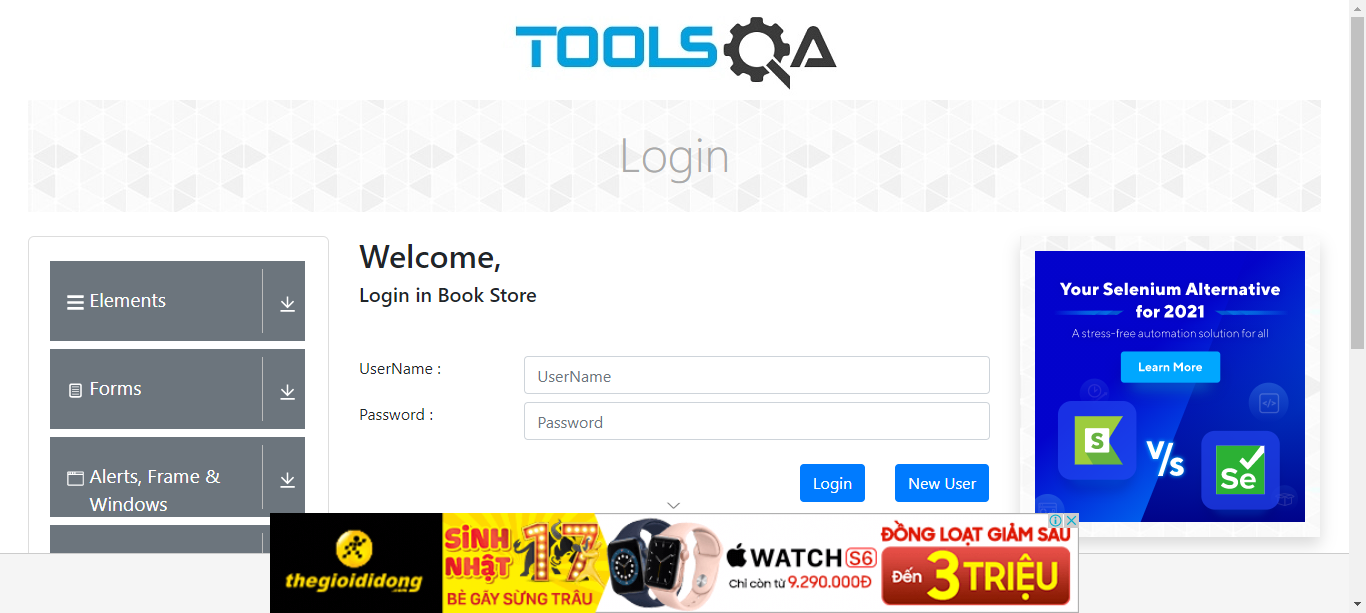 TOOLSQA
Login
Elements
Forms
Alerts, Frame &
Windows
Welcome,
Login in Book Store
UserName :
UserName
Password :
Password
Login
New User
Your Selenium Alternative
for 2021
A stress-free automation solution for all
Learn More
S
V/s
Se
thegioididong
.com
SINH
NHẬT
17
BẺ GÃY SỪNG TRÂU
WATCH S6
Chỉ còn từ 9.290.000Đ
ĐỒNG LOẠT GIẢM SÂU
Đến 3 TRIỆU